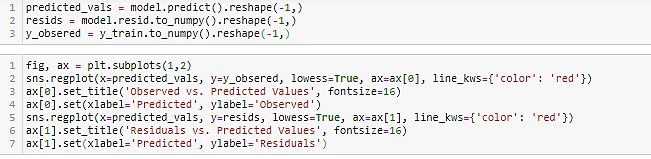 1 predicted_vals = model.predict().reshape(-1,)
2 resids = model.resid.to_numpy().reshape(-1,)
3 y_obsered = y_train.to_numpy().reshape(-1,)
1 fig, ax = plt.subplots(1,2)
2 sns.regplot(x=predicted_vals, y=y_obsered, lowess=True, ax=ax[0], line_kws={'color': 'red'})
3 ax[0].set_title('Observed vs. Predicted Values', fontsize=16)
4 ax[0].set(xlabel='Predicted', ylabel='Observed')
5 sns.regplot(x=predicted_vals, y=resids, lowess=True, ax=ax[1], line_kws={'color': 'red'})
6 ax[1].set_title('Residuals vs. Predicted Values', fontsize=16)
7 ax[1].set(xlabel='Predicted', ylabel='Residuals')